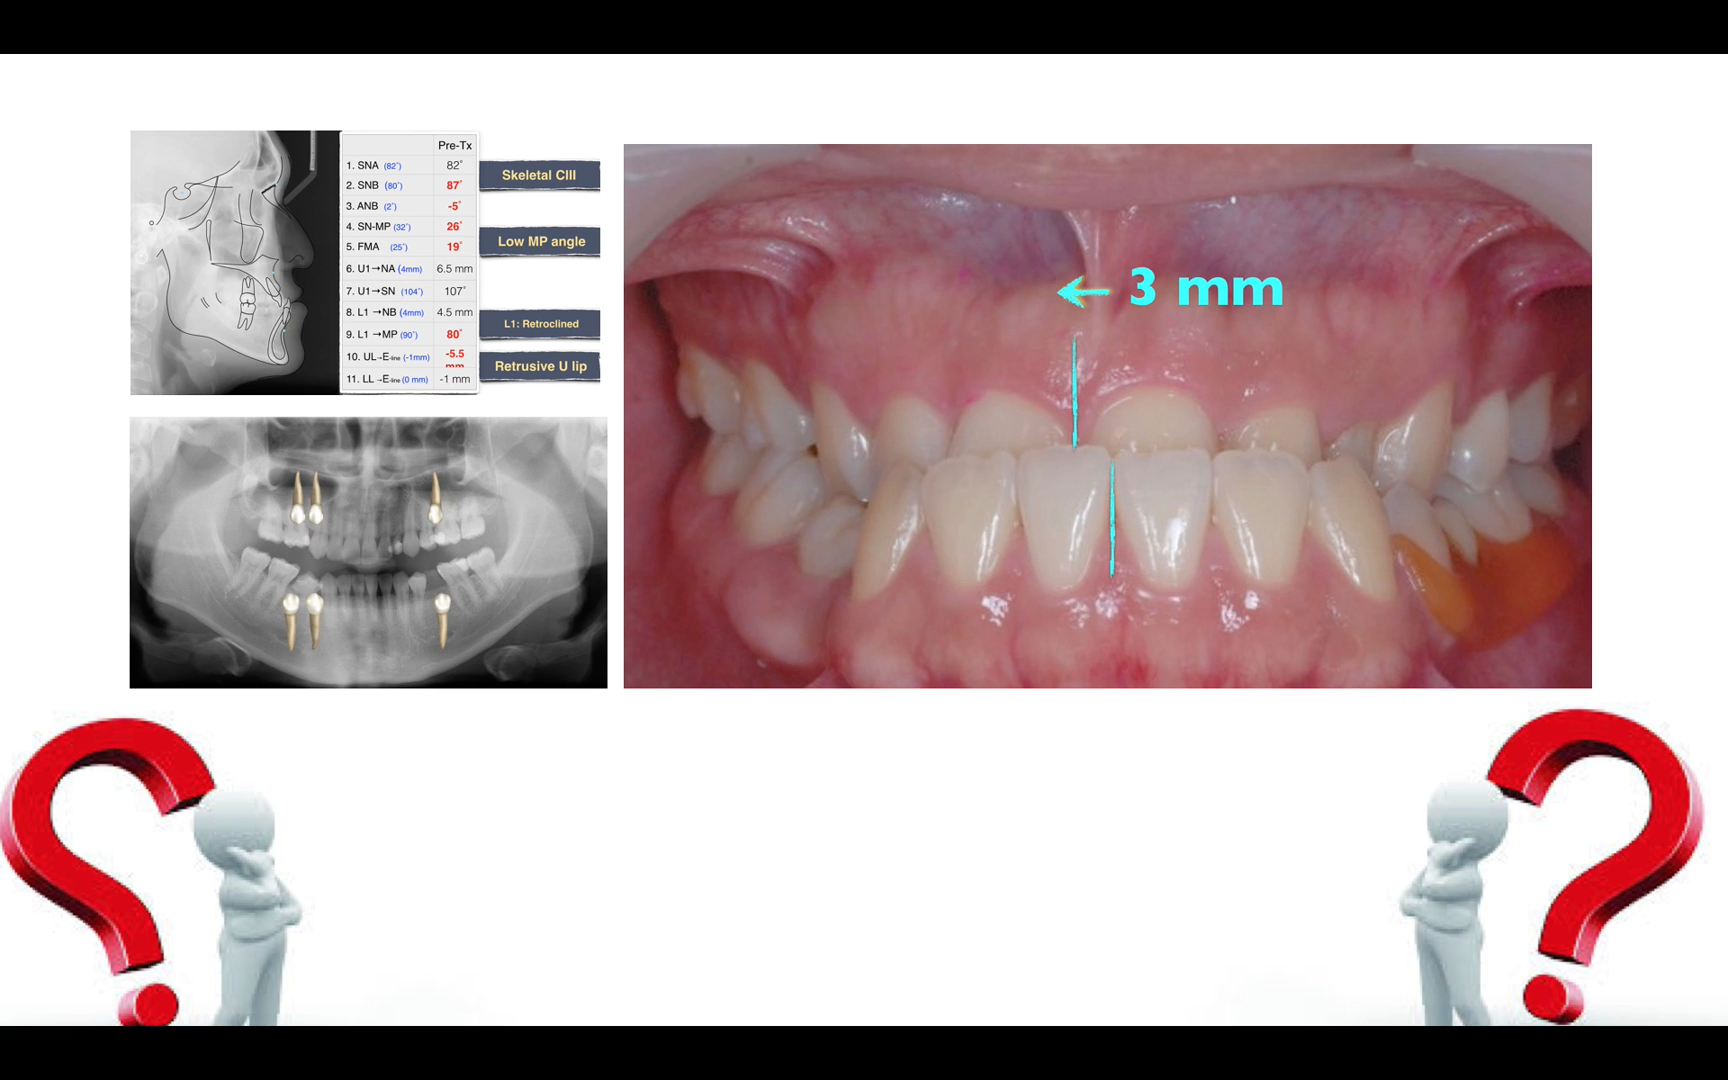 Pre-Tx
1. SNA (82˚) 82˚
Skeletal CIII
2. SNB (80˚) 87˚
3. ANB (2˚) -5˚
4. SN-MP (32˚) 26˚
Low MP angle
5. FMA (25˚) 19˚
6. U1→NA (4mm) 6.5 mm
7. U1→SN (104˚) 107˚
8. L1 →NB (4mm) 4.5 mm
L1: Retroclined
9. L1 →MP (90˚) 80˚
10. UL→E-line (-1mm) -5.5 mm
Retrusive U lip
11. LL →E-line (0 mm) -1 mm
3 mm